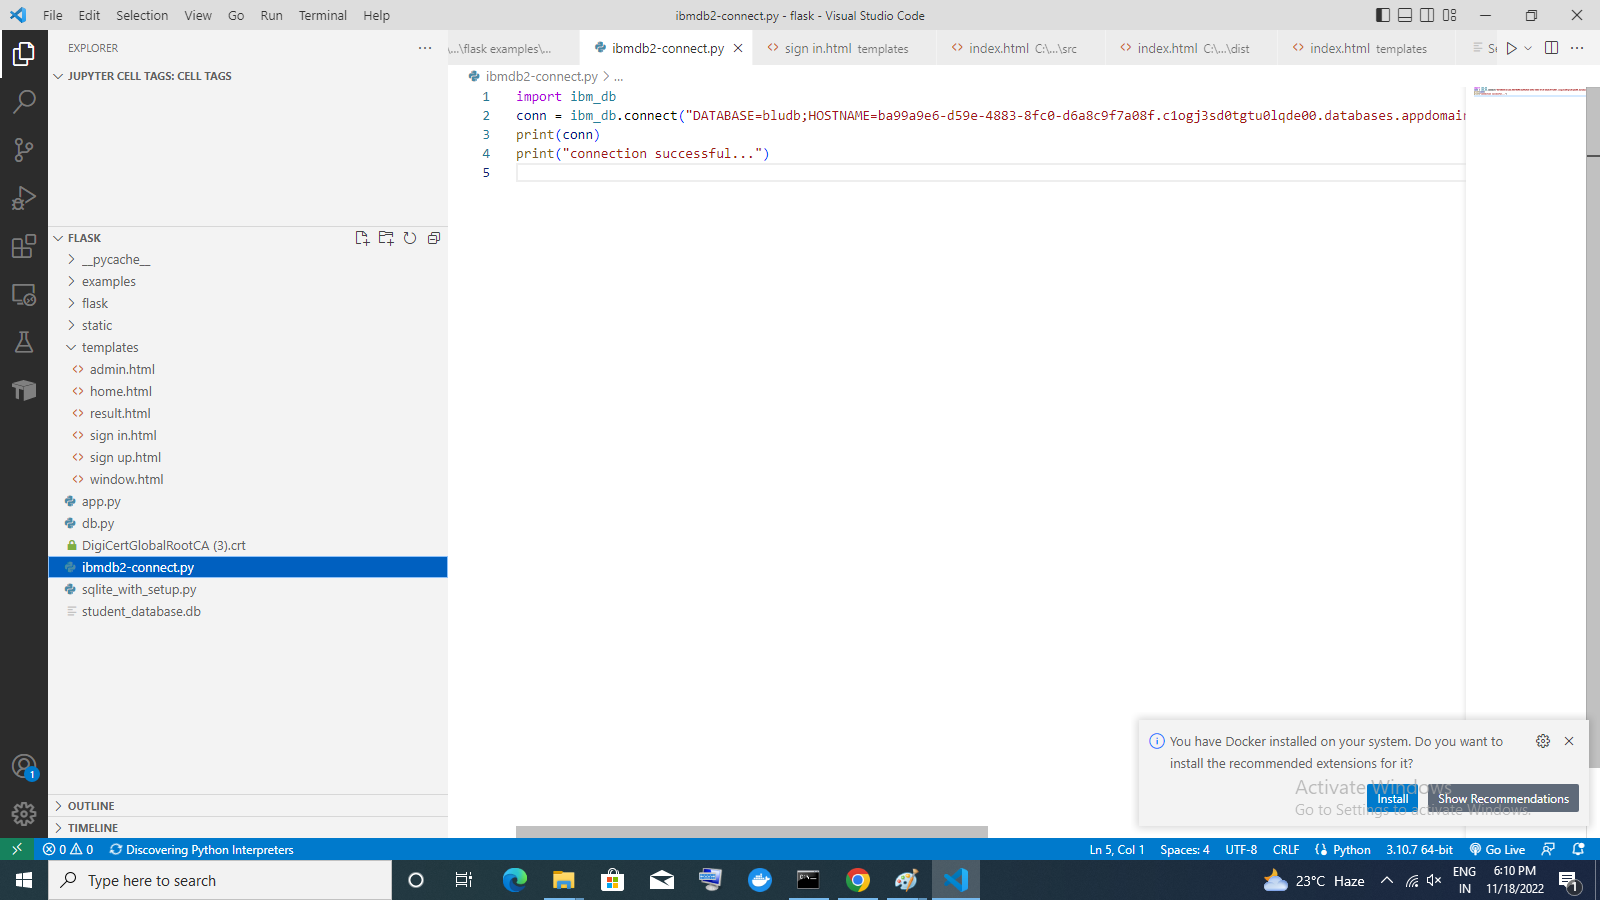 File Edit Selection View Go Run Terminal Help
ibmdb2-connect.py - flask - Visual Studio Code
EXPLORER
JUPYTER CELL TAGS: CELL TAGS
\...\flask examples\...
ibmdb2-connect.py
sign in.html templates
index.html C:\...\src
index.html C:\...\dist
index.html templates
ibmdb2-connect.py > ...
1 import ibm_db
2 conn = ibm_db.connect("DATABASE=bludb;HOSTNAME=ba99a9e6-d59e-4883-8fc0-d6a8c9f7a08f.c1ogj3sd0tgtu0lqde00.databases.appdomain
3 print(conn)
4 print("connection successful...")
5
FLASK
__pycache__
examples
flask
static
templates
admin.html
home.html
result.html
sign in.html
sign up.html
window.html
app.py
db.py
DigiCertGlobalRootCA (3).crt
ibmdb2-connect.py
sqlite_with_setup.py
student_database.db
OUTLINE
TIMELINE
You have Docker installed on your system. Do you want to
install the recommended extensions for it?
Install
Show Recommendations
Activate Windows
Go to Settings to activate Windows.
1
0 0 Discovering Python Interpreters
Ln 5, Col 1 Spaces: 4 UTF-8 CRLF Python 3.10.7 64-bit Go Live
Type here to search
23°C Haze
ENG
IN
6:10 PM
11/18/2022
1